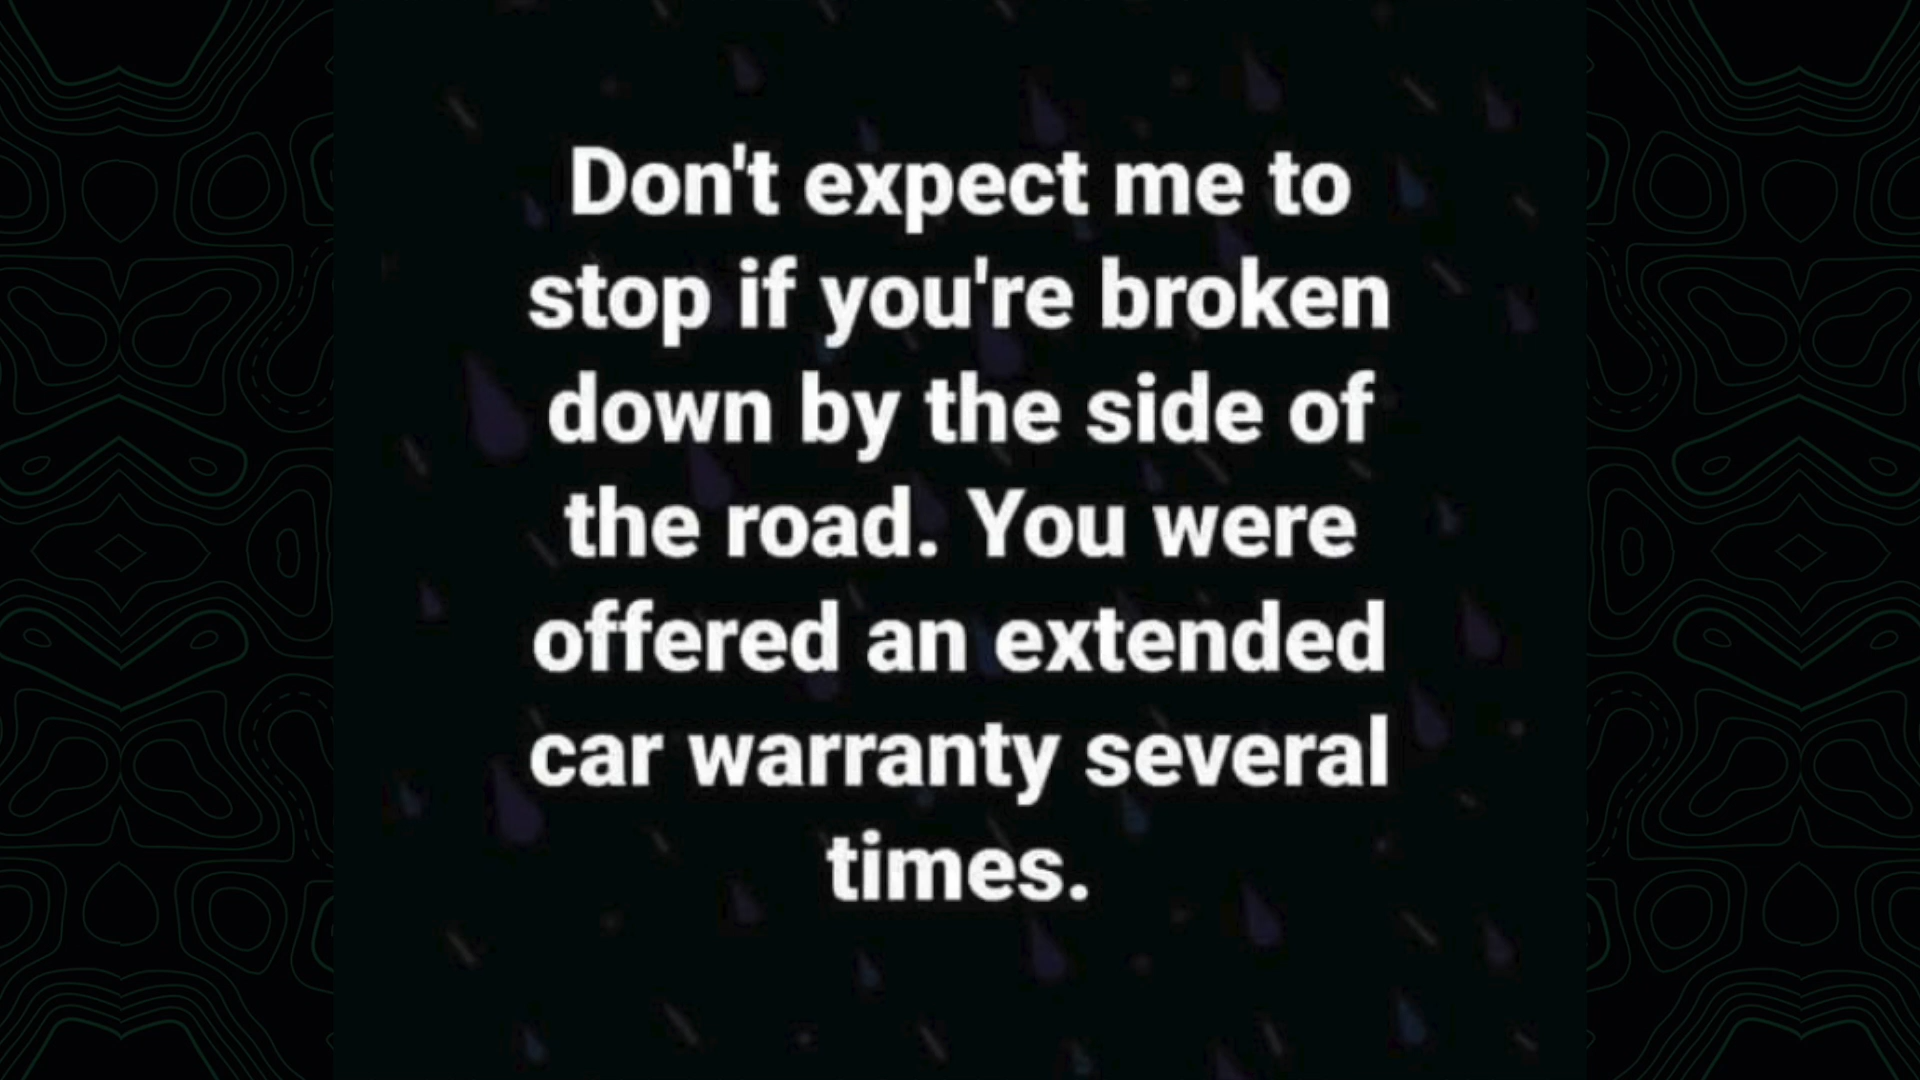 Don't expect me to
stop if you're broken
down by the side of
the road. You were
offered an extended
car warranty several
times.